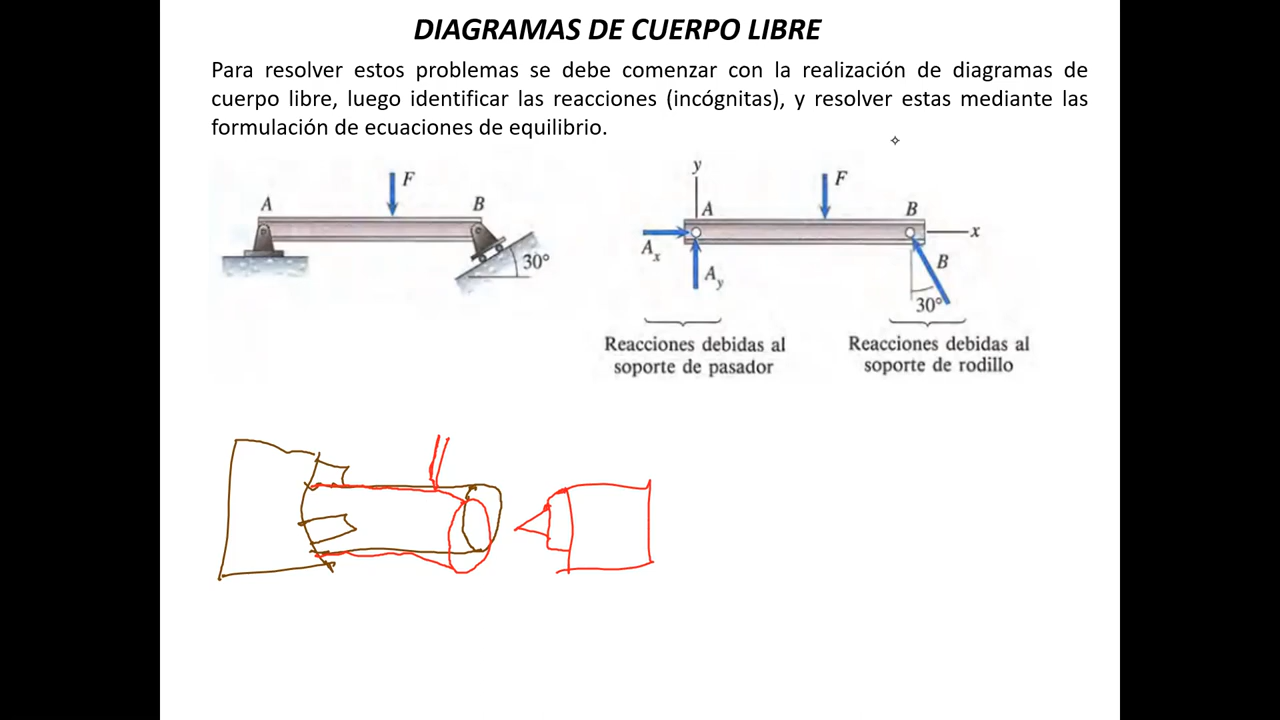 DIAGRAMAS DE CUERPO LIBRE
Para resolver estos problemas se debe comenzar con la realización de diagramas de
cuerpo libre, luego identificar las reacciones (incógnitas), y resolver estas mediante las
formulación de ecuaciones de equilibrio.
F
A
B
30°
y
F
A
B
x
Ax
Ay
B
30°
Reacciones debidas al
soporte de pasador
Reacciones debidas al
soporte de rodillo